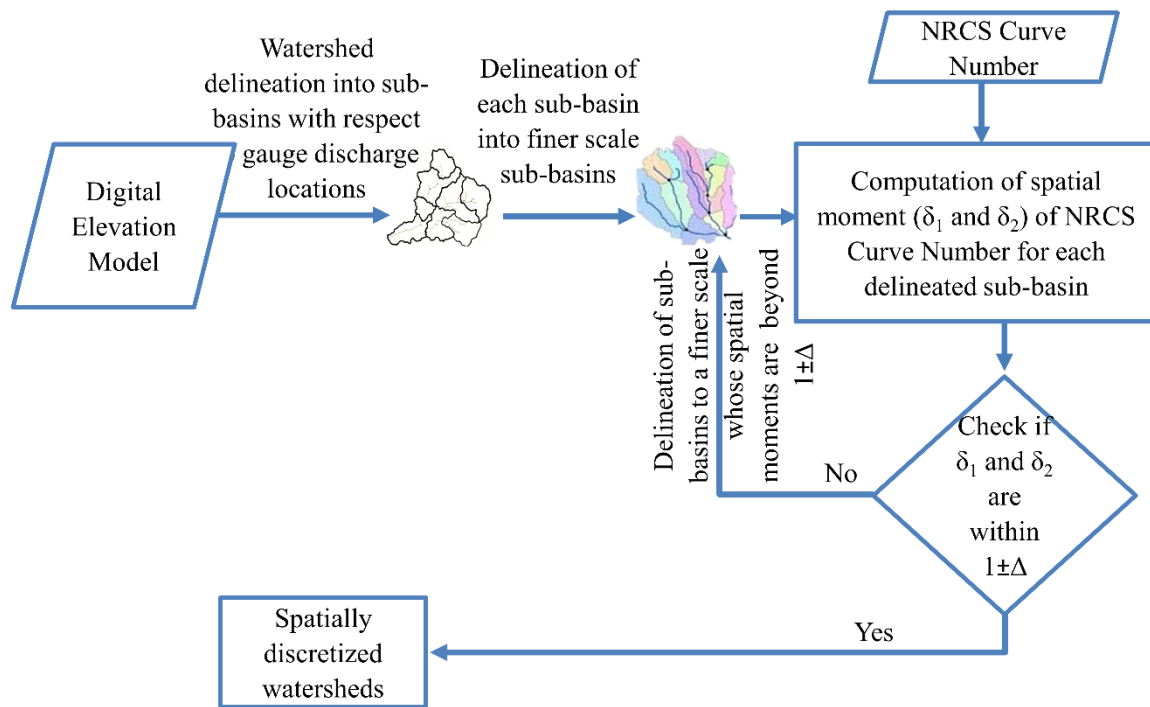 Watershed
delineation into sub-
basins with respect
gauge discharge
locations
Delineation of
each sub-basin
into finer scale
sub-basins
NRCS Curve
Number
Digital
Elevation
Model
Computation of spatial
moment (δ₁ and δ₂) of NRCS
Curve Number for each
delineated sub-basin
Delineation of sub-
basins to a finer scale
whose spatial
moments are beyond
1±Δ
Check if
δ₁ and δ₂
are
within
1±Δ
No
Yes
Spatially
discretized
watersheds